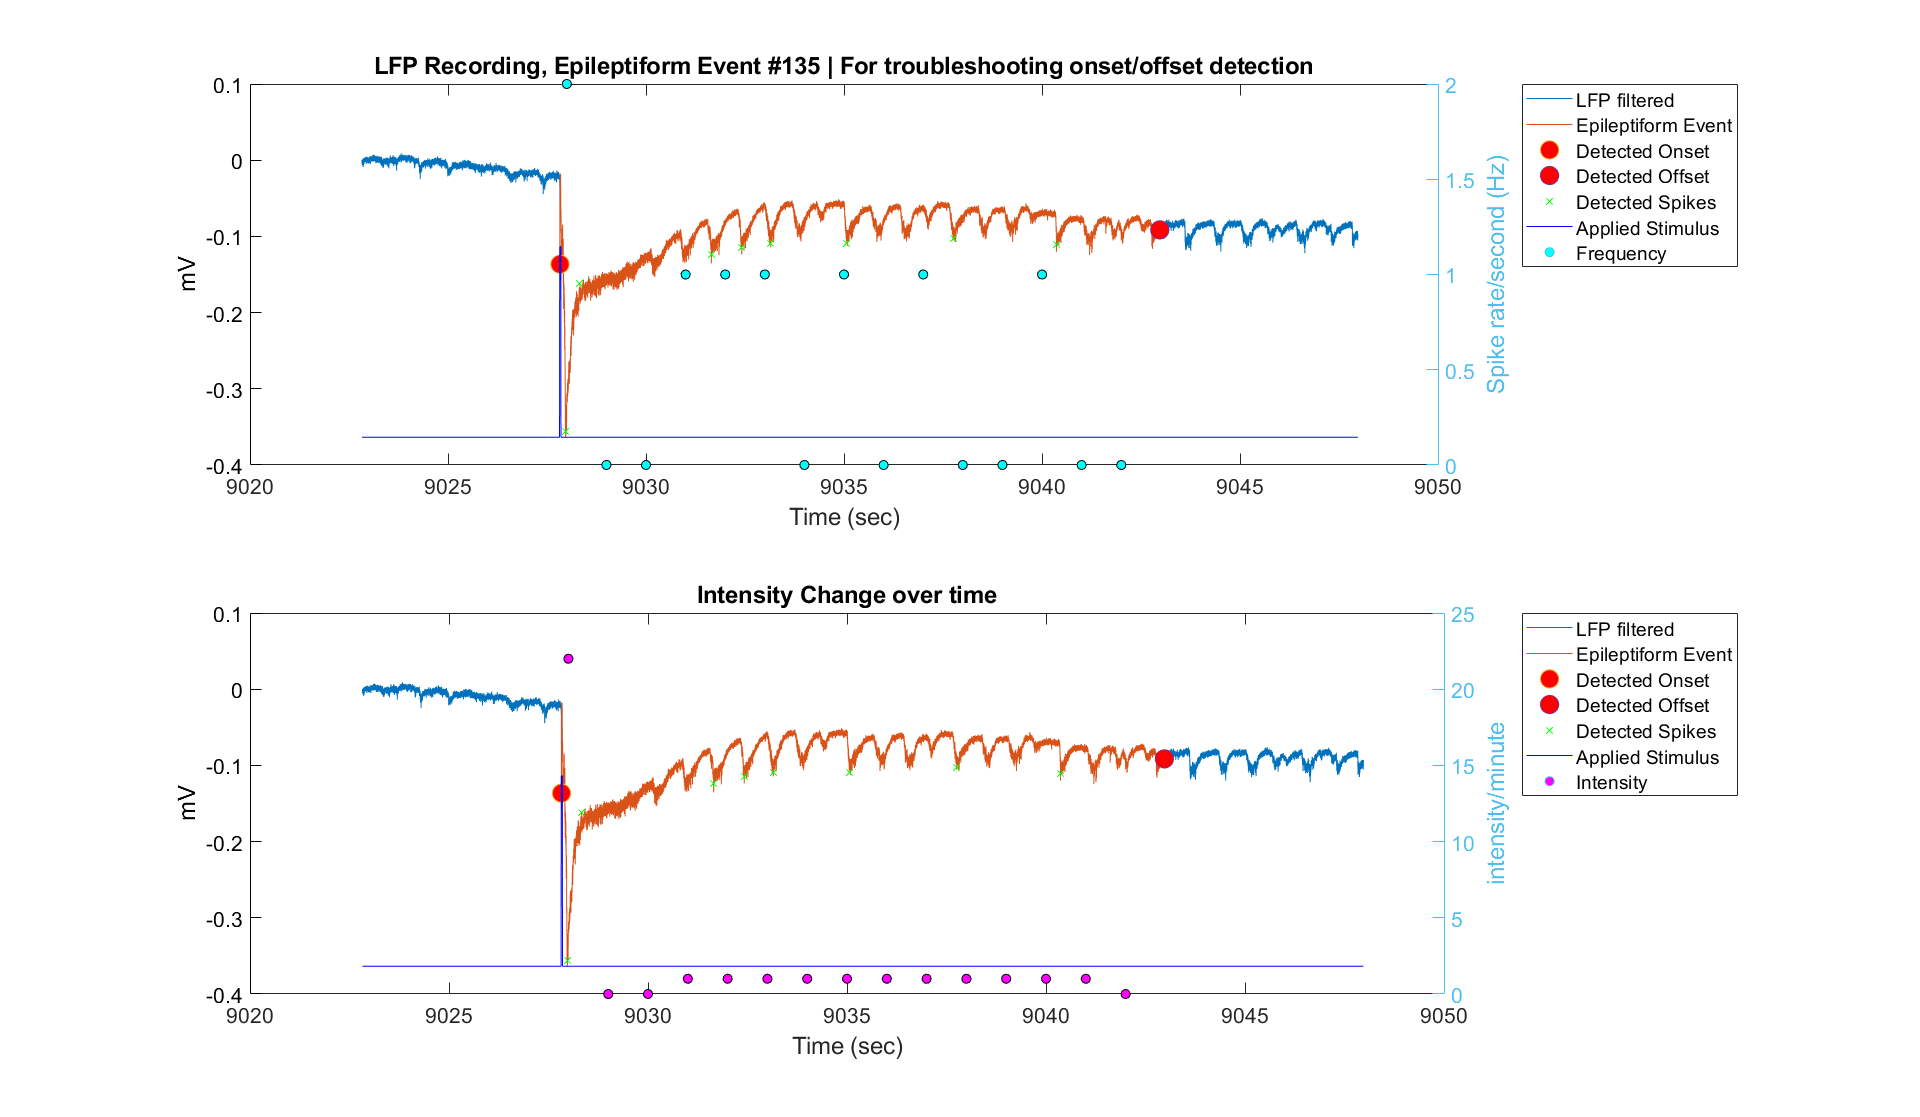 LFP Recording, Epileptiform Event #135 | For troubleshooting onset/offset detection
0.1
0
-0.1
-0.2
-0.3
-0.4
mV
9020
9025
9030
9035
9040
9045
9050
Time (sec)
2
1.5
1
0.5
0
Spike rate/second (Hz)
LFP filtered
Epileptiform Event
Detected Onset
Detected Offset
Detected Spikes
Applied Stimulus
Frequency
Intensity Change over time
0.1
0
-0.1
-0.2
-0.3
-0.4
mV
9020
9025
9030
9035
9040
9045
9050
Time (sec)
25
20
15
10
5
0
intensity/minute
LFP filtered
Epileptiform Event
Detected Onset
Detected Offset
Detected Spikes
Applied Stimulus
Intensity